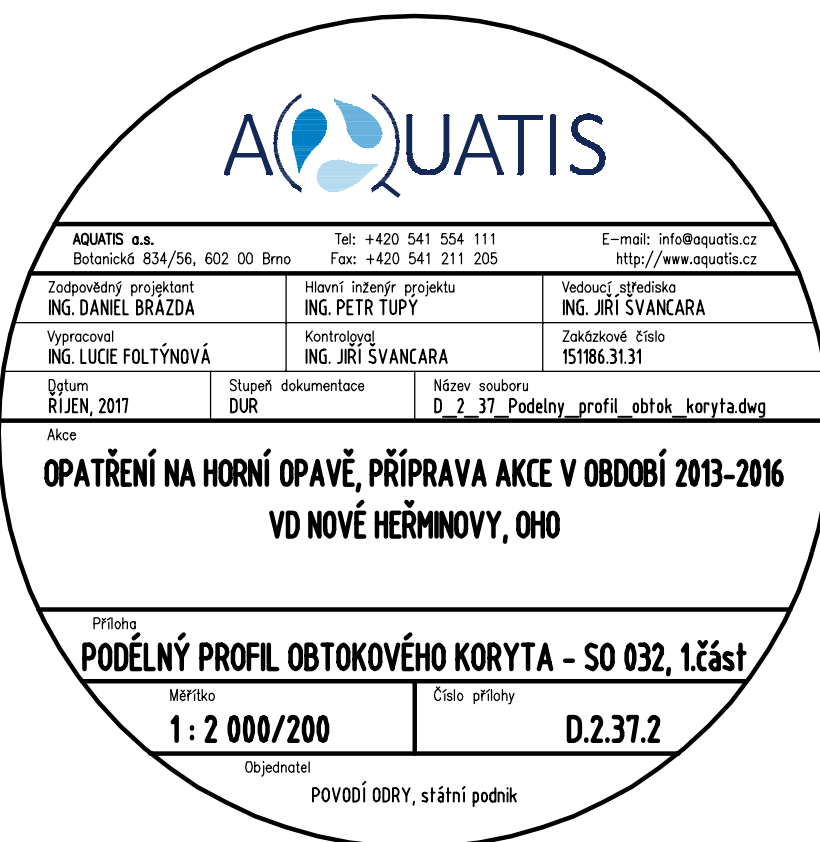 AQUATIS
AQUATIS a.s. Tel: +420 541 554 111 E-mail: info@aquatis.cz
Botanická 834/56, 602 00 Brno Fax: +420 541 211 205 http://www.aquatis.cz
Zodpovědný projektant Hlavní inženýr projektu Vedoucí střediska
ING. DANIEL BRÁZDA ING. PETR TUPÝ ING. JIŘÍ ŠVANCARA
Vypracoval Kontroloval Zakázkové číslo
ING. LUCIE FOLTÝNOVÁ ING. JIŘÍ ŠVANCARA 151186.31.31
Datum Stupeň dokumentace Název souboru
ŘÍJEN, 2017 DUR D_2_37_Podelny_profil_obtok_koryta.dwg
Akce
OPATŘENÍ NA HORNÍ OPAVĚ, PŘÍPRAVA AKCE V OBDOBÍ 2013-2016
VD NOVÉ HEŘMINOVY, OHO
Příloha
PODÉLNÝ PROFIL OBTOKOVÉHO KORYTA - SO 032, 1.část
Měřítko Číslo přílohy
1 : 2 000/200 D.2.37.2
Objednatel
POVODÍ ODRY, státní podnik